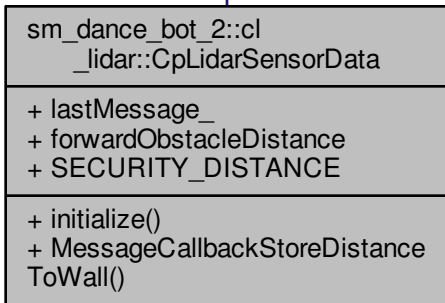 sm_dance_bot_2::cl
_lidar::CpLidarSensorData
+ lastMessage_
+ forwardObstacleDistance
+ SECURITY_DISTANCE
+ initialize()
+ MessageCallbackStoreDistance
ToWall()